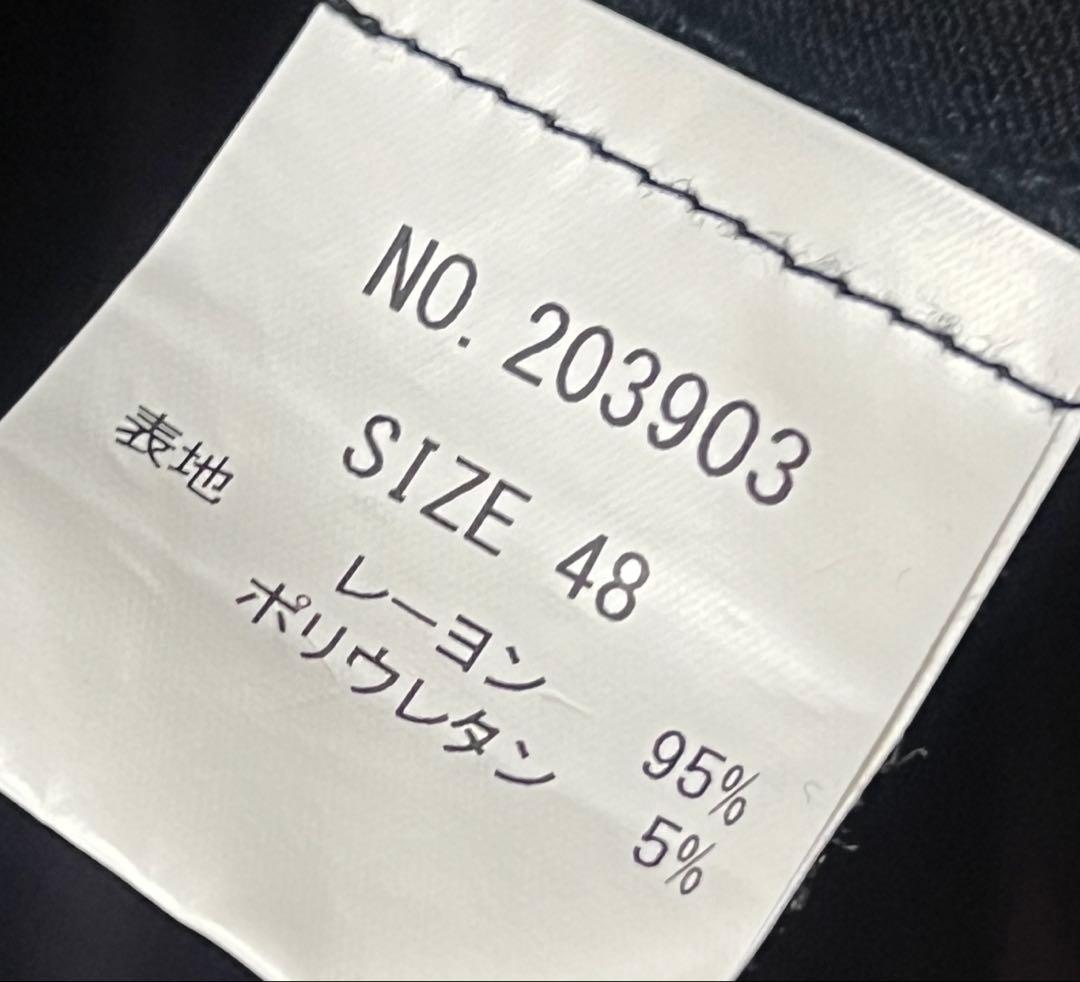 NO. 203903
SIZE 48
表地
レーヨン 95%
ポリウレタン 5%